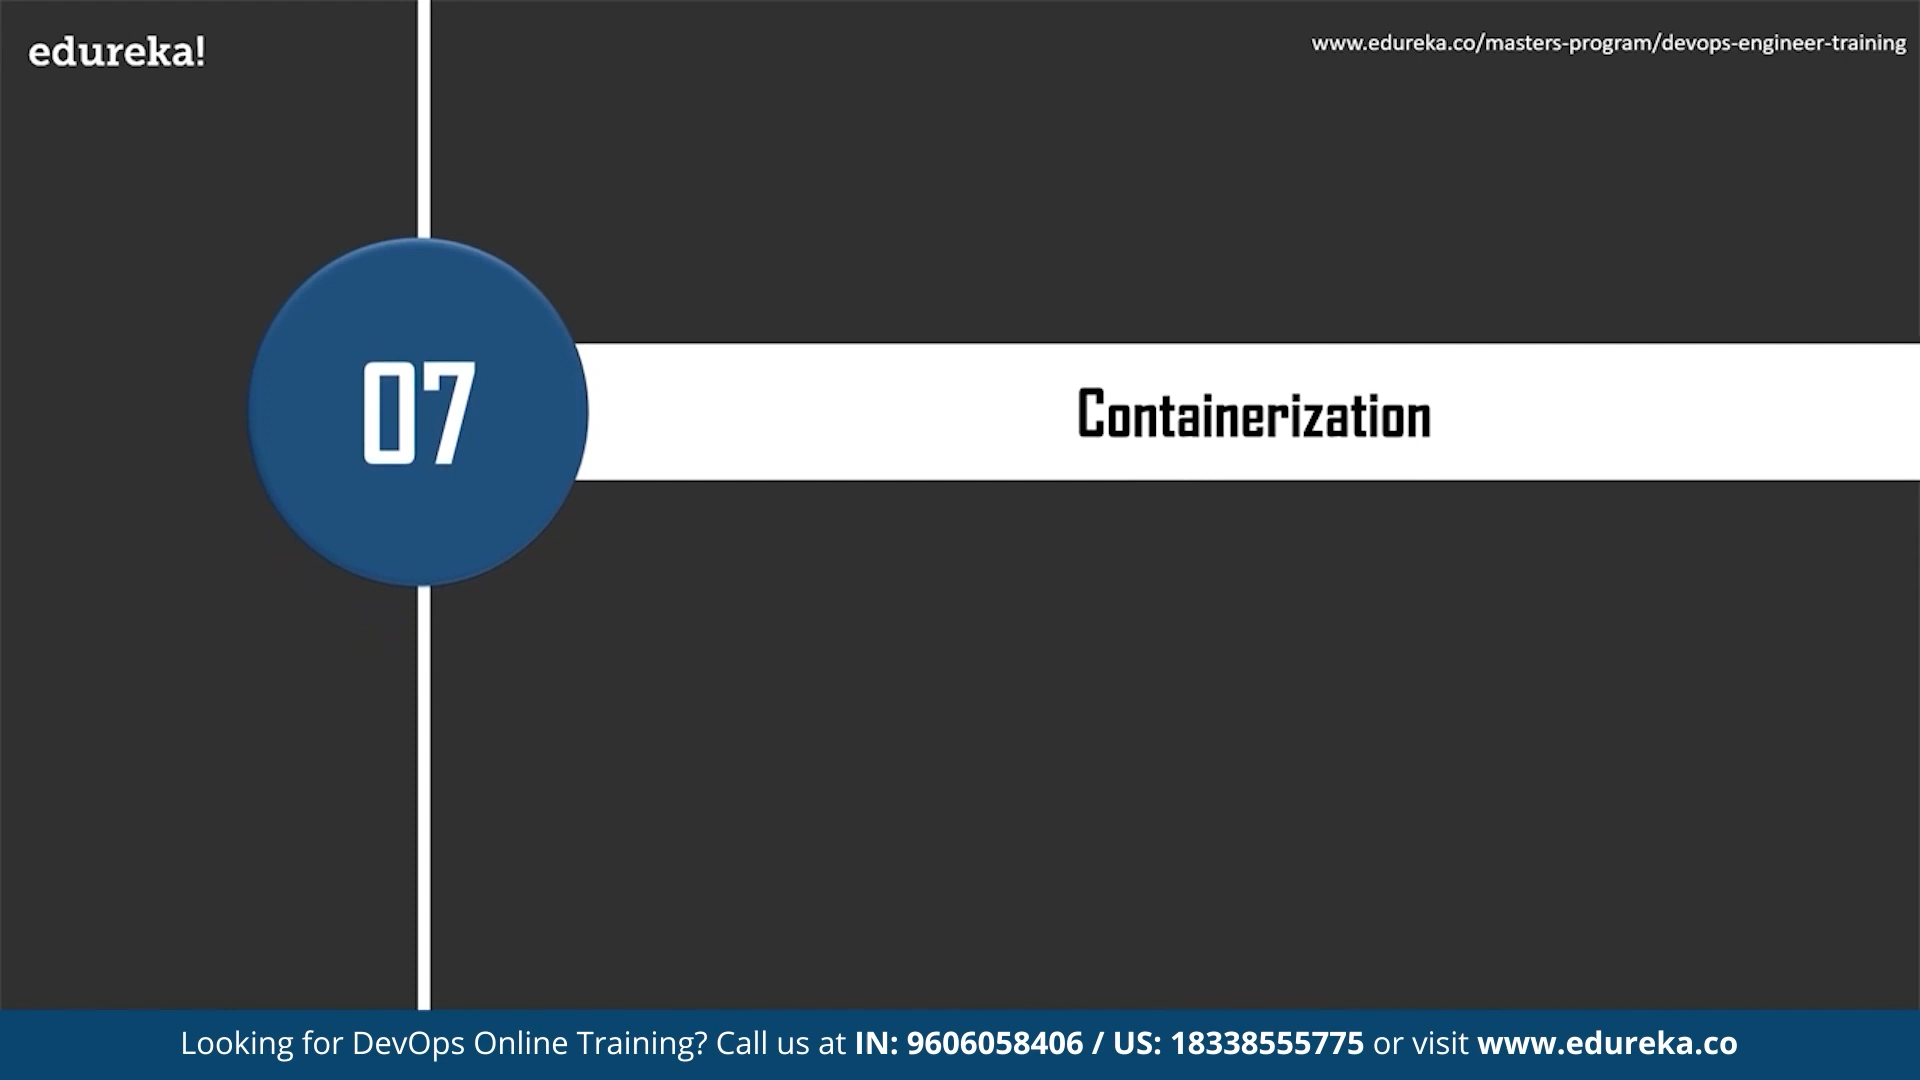 edureka!
www.edureka.co/masters-program/devops-engineer-training
07
Containerization
Looking for DevOps Online Training? Call us at IN: 9606058406 / US: 18338555775 or visit www.edureka.co